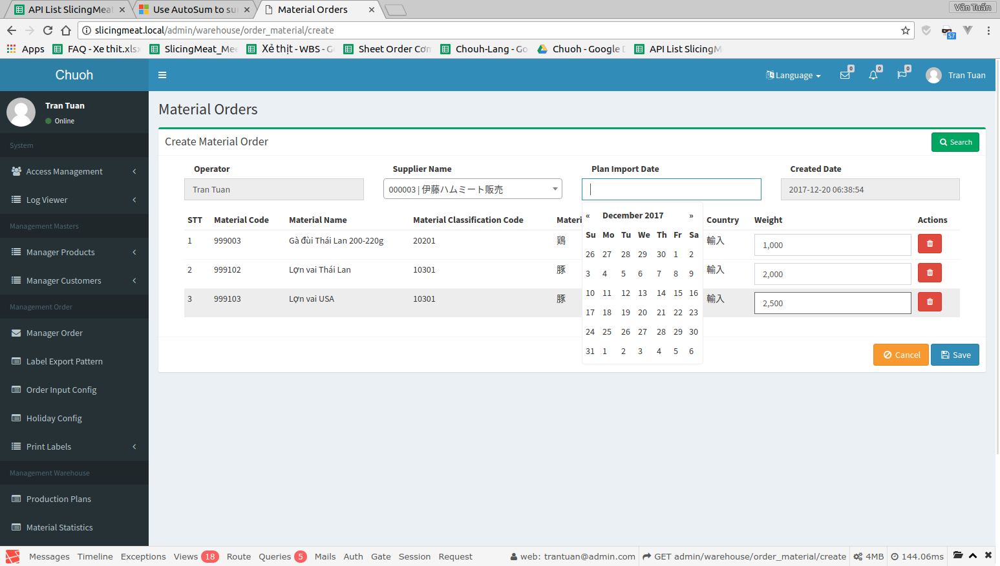 API List SlicingMeat
Use AutoSum to su
Material Orders
Văn Tuấn
slicingmeat.local/admin/warehouse/order_material/create
57
Apps
FAQ - Xe thit.xls
SlicingMeat_Mee
Xẻ thịt - WBS - G
Sheet Order Cơm
Chouh-Lang - Go
Chuoh - Google D
API List SlicingM
Chuoh
Language
0
0
0
Tran Tuan
Tran Tuan
Online
System
Access Management
Log Viewer
Management Masters
Manager Products
Manager Customers
Management Order
Manager Order
Label Export Pattern
Order Input Config
Holiday Config
Print Labels
Management Warehouse
Production Plans
Material Statistics
Material Orders
Create Material Order
Search
Operator
Supplier Name
Plan Import Date
Created Date
Tran Tuan
000003 | 伊藤ハムミート販売
2017-12-20 06:38:54
STT Material Code Material Name Material Classification Code Materi Country Weight Actions
1 999003 Gà đùi Thái Lan 200-220g 20201 鶏 輸入 1,000
2 999102 Lợn vai Thái Lan 10301 豚 輸入 2,000
3 999103 Lợn vai USA 10301 豚 輸入 2,500
« December 2017 »
Su Mo Tu We Th Fr Sa
26 27 28 29 30 1 2
3 4 5 6 7 8 9
10 11 12 13 14 15 16
17 18 19 20 21 22 23
24 25 26 27 28 29 30
31 1 2 3 4 5 6
Cancel
Save
Messages Timeline Exceptions Views 18 Route Queries 5 Mails Auth Gate Session Request
web: trantuan@admin.com
GET admin/warehouse/order_material/create
4MB
144.06ms